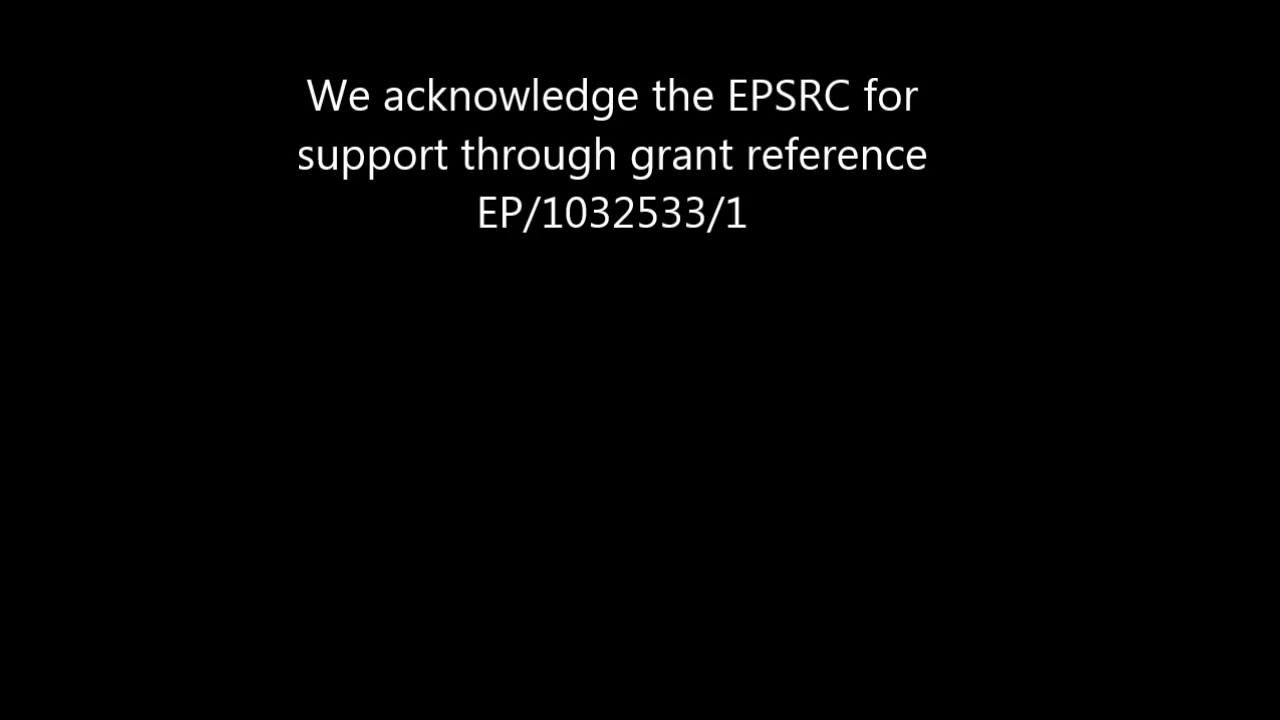 We acknowledge the EPSRC for
support through grant reference
EP/1032533/1